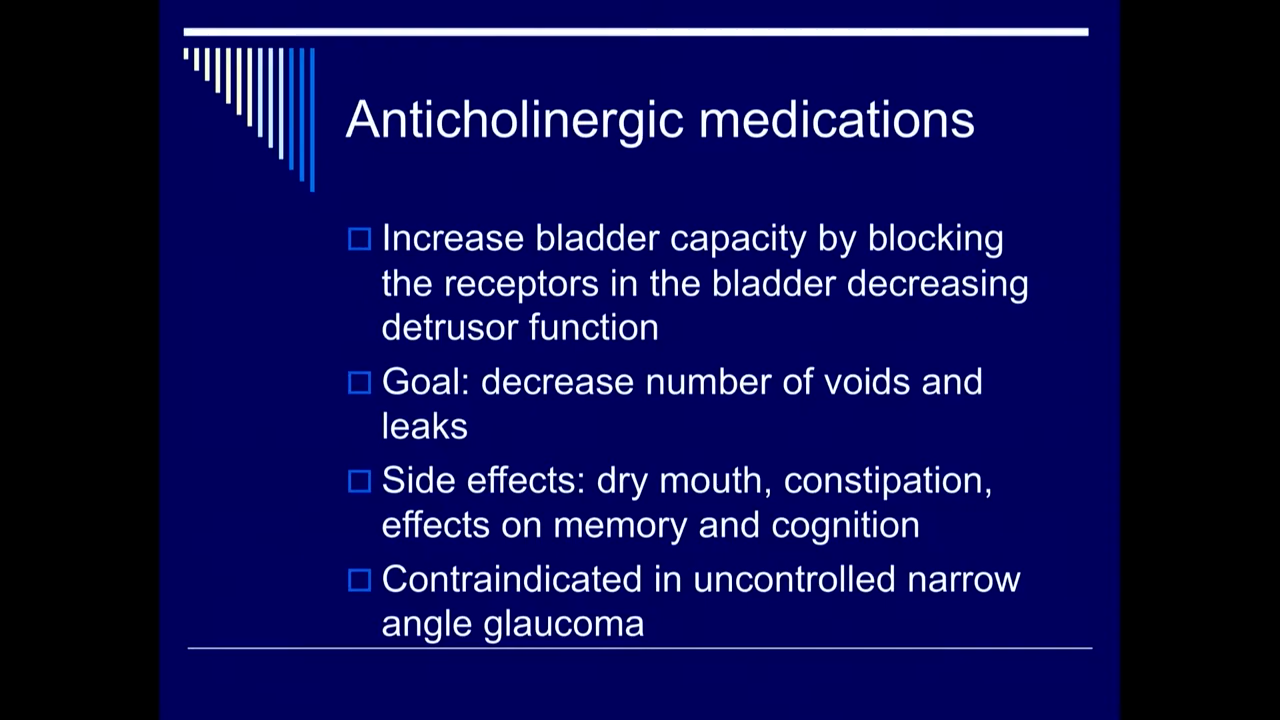 Anticholinergic medications
Increase bladder capacity by blocking
the receptors in the bladder decreasing
detrusor function
Goal: decrease number of voids and
leaks
Side effects: dry mouth, constipation,
effects on memory and cognition
Contraindicated in uncontrolled narrow
angle glaucoma